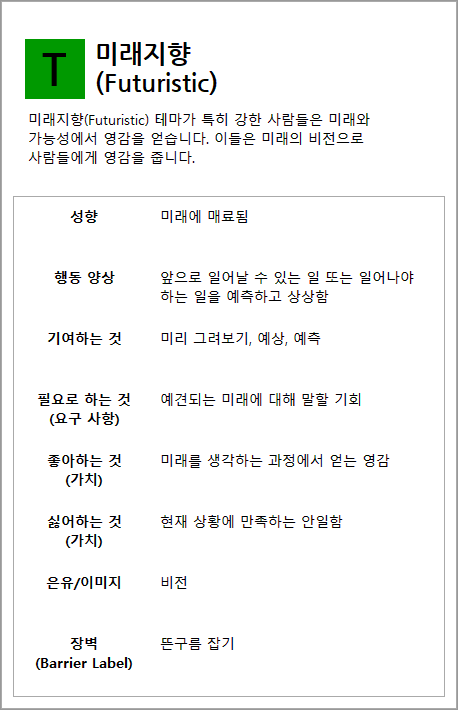 T
미래지향
(Futuristic)
미래지향(Futuristic) 테마가 특히 강한 사람들은 미래와
가능성에서 영감을 얻습니다. 이들은 미래의 비전으로
사람들에게 영감을 줍니다.
성향 미래에 매료됨
행동 양상 앞으로 일어날 수 있는 일 또는 일어나야
하는 일을 예측하고 상상함
기여하는 것 미리 그려보기, 예상, 예측
필요로 하는 것 예견되는 미래에 대해 말할 기회
(요구 사항)
좋아하는 것 미래를 생각하는 과정에서 얻는 영감
(가치)
싫어하는 것 현재 상황에 만족하는 안일함
(가치)
은유/이미지 비전
장벽 뜬구름 잡기
(Barrier Label)